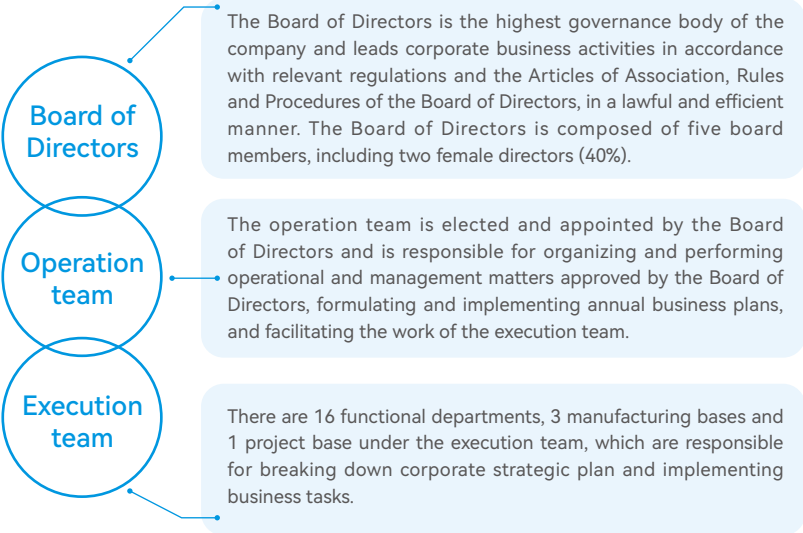 Board of
Directors
The Board of Directors is the highest governance body of the
company and leads corporate business activities in accordance
with relevant regulations and the Articles of Association, Rules
and Procedures of the Board of Directors, in a lawful and efficient
manner. The Board of Directors is composed of five board
members, including two female directors (40%).
Operation
team
The operation team is elected and appointed by the Board
of Directors and is responsible for organizing and performing
operational and management matters approved by the Board of
Directors, formulating and implementing annual business plans,
and facilitating the work of the execution team.
Execution
team
There are 16 functional departments, 3 manufacturing bases and
1 project base under the execution team, which are responsible
for breaking down corporate strategic plan and implementing
business tasks.